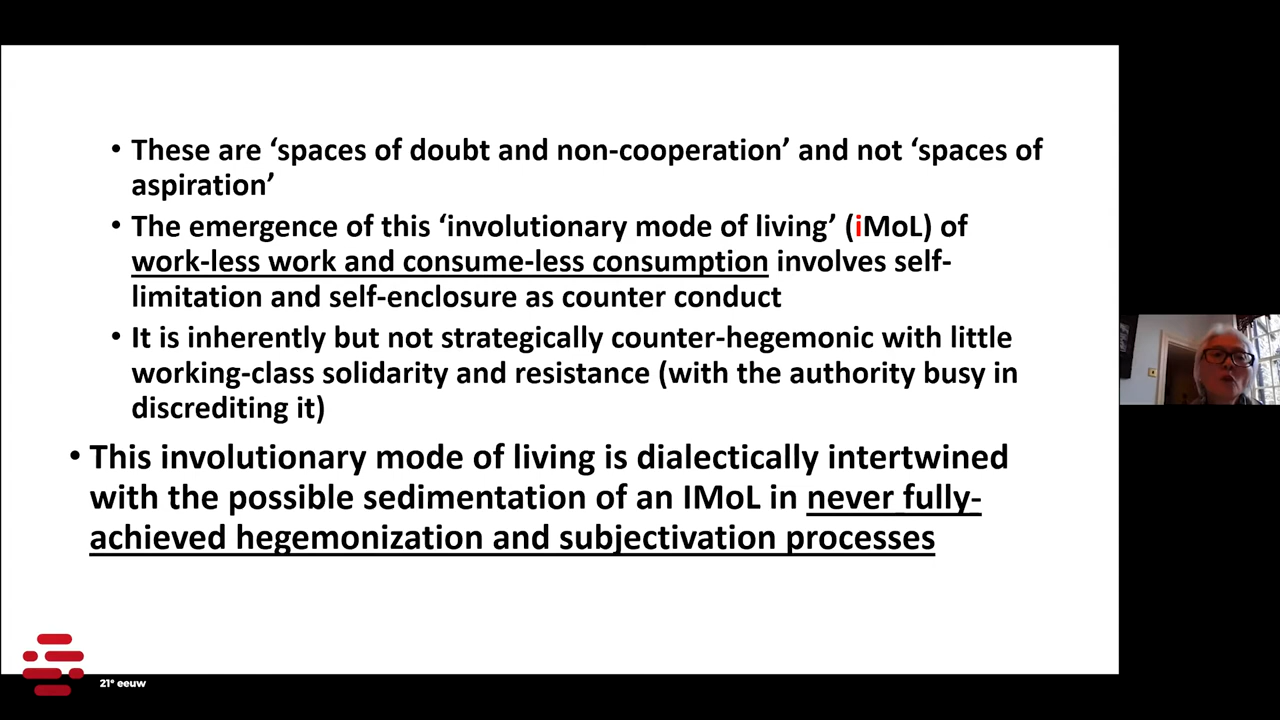 • These are ‘spaces of doubt and non-cooperation’ and not ‘spaces of
aspiration’
• The emergence of this ‘involutionary mode of living’ (iMoL) of
work-less work and consume-less consumption involves self-
limitation and self-enclosure as counter conduct
• It is inherently but not strategically counter-hegemonic with little
working-class solidarity and resistance (with the authority busy in
discrediting it)
• This involutionary mode of living is dialectically intertwined
with the possible sedimentation of an IMoL in never fully-
achieved hegemonization and subjectivation processes
21e eeuw